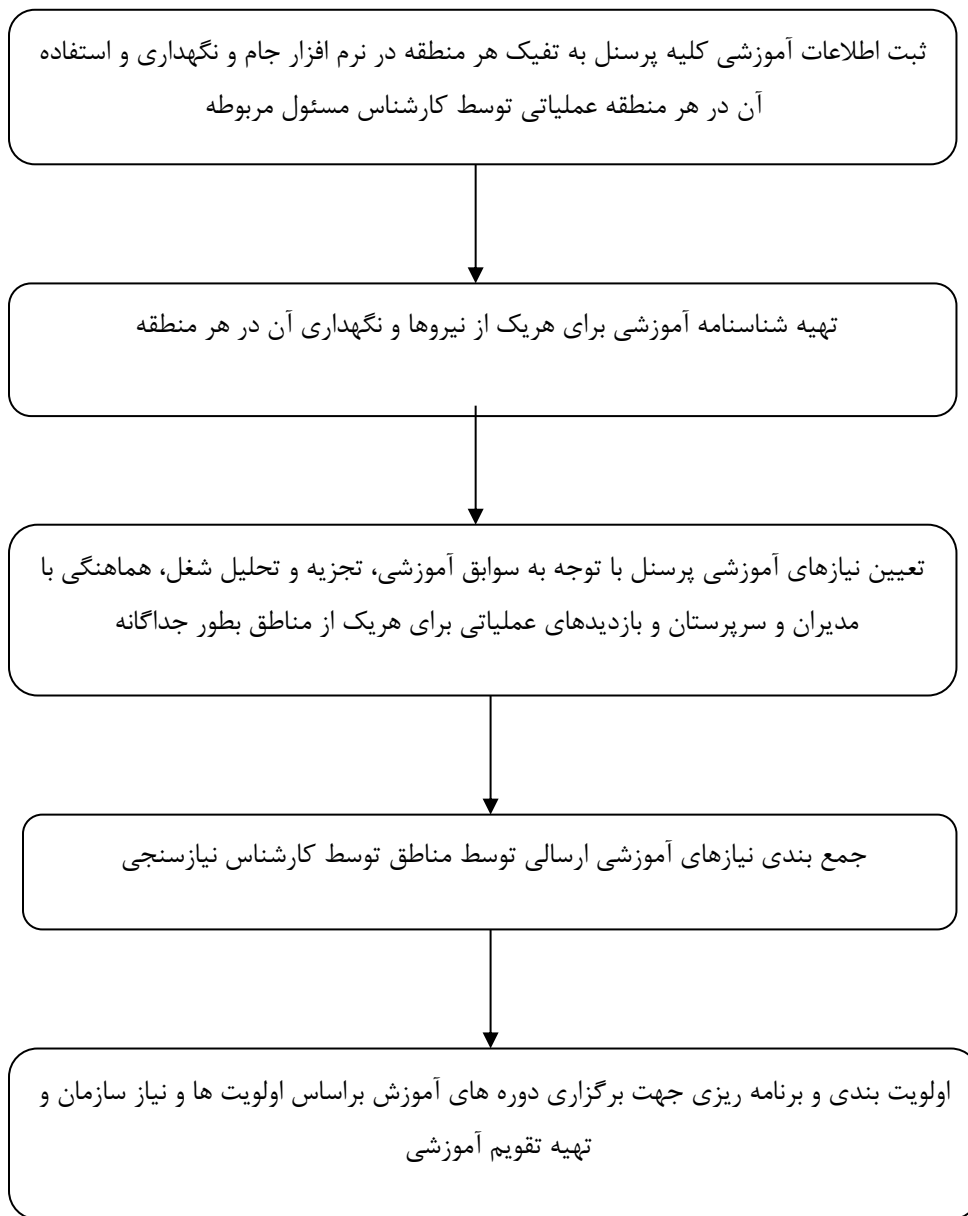 ثبت اطلاعات آموزشی کلیه پرسنل به تفیک هر منطقه در نرم افزار جام و نگهداری و استفاده
آن در هر منطقه عملیاتی توسط کارشناس مسئول مربوطه
تهیه شناسنامه آموزشی برای هریک از نیروها و نگهداری آن در هر منطقه
تعیین نیازهای آموزشی پرسنل با توجه به سوابق آموزشی، تجزیه و تحلیل شغل، هماهنگی با
مدیران و سرپرستان و بازدیدهای عملیاتی برای هریک از مناطق بطور جداگانه
جمع بندی نیازهای آموزشی ارسالی توسط مناطق توسط کارشناس نیازسنجی
اولویت بندی و برنامه ریزی جهت برگزاری دوره های آموزش براساس اولویت ها و نیاز سازمان و
تهیه تقویم آموزشی